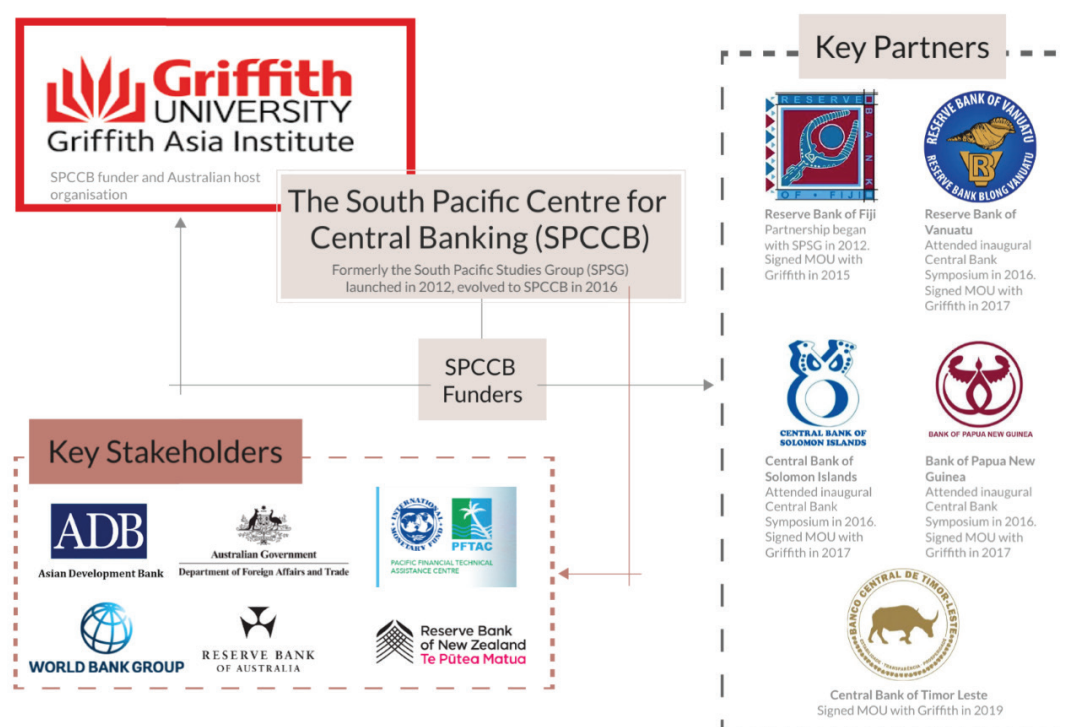 Griffith
UNIVERSITY
Griffith Asia Institute
SPCCB funder and Australian host
organisation
The South Pacific Centre for
Central Banking (SPCCB)
Formerly the South Pacific Studies Group (SPSG)
launched in 2012, evolved to SPCCB in 2016
SPCCB
Funders
Key Stakeholders
ADB
Asian Development Bank
Australian Government
Department of Foreign Affairs and Trade
INTERNATIONAL
MONETARY FUND
PFTAC
PACIFIC FINANCIAL TECHNICAL
ASSISTANCE CENTRE
WORLD BANK GROUP
RESERVE BANK
OF AUSTRALIA
Reserve Bank
of New Zealand
Te Pūtea Matua
Key Partners
RESERVE
BANK
OF • FIJI
Reserve Bank of Fiji
Partnership began
with SPSG in 2012.
Signed MOU with
Griffith in 2015
RESERVE BANK OF VANUATU
RESERVE BANK BLONG VANUATU
Reserve Bank of
Vanuatu
Attended inaugural
Central Bank
Symposium in 2016.
Signed MOU with
Griffith in 2017
CENTRAL BANK OF
SOLOMON ISLANDS
Central Bank of
Solomon Islands
Attended inaugural
Central Bank
Symposium in 2016.
Signed MOU with
Griffith in 2017
BANK OF PAPUA NEW GUINEA
Bank of Papua New
Guinea
Attended inaugural
Central Bank
Symposium in 2016.
Signed MOU with
Griffith in 2017
BANCO CENTRAL DE TIMOR-LESTE
Central Bank of Timor Leste
Signed MOU with Griffith in 2019